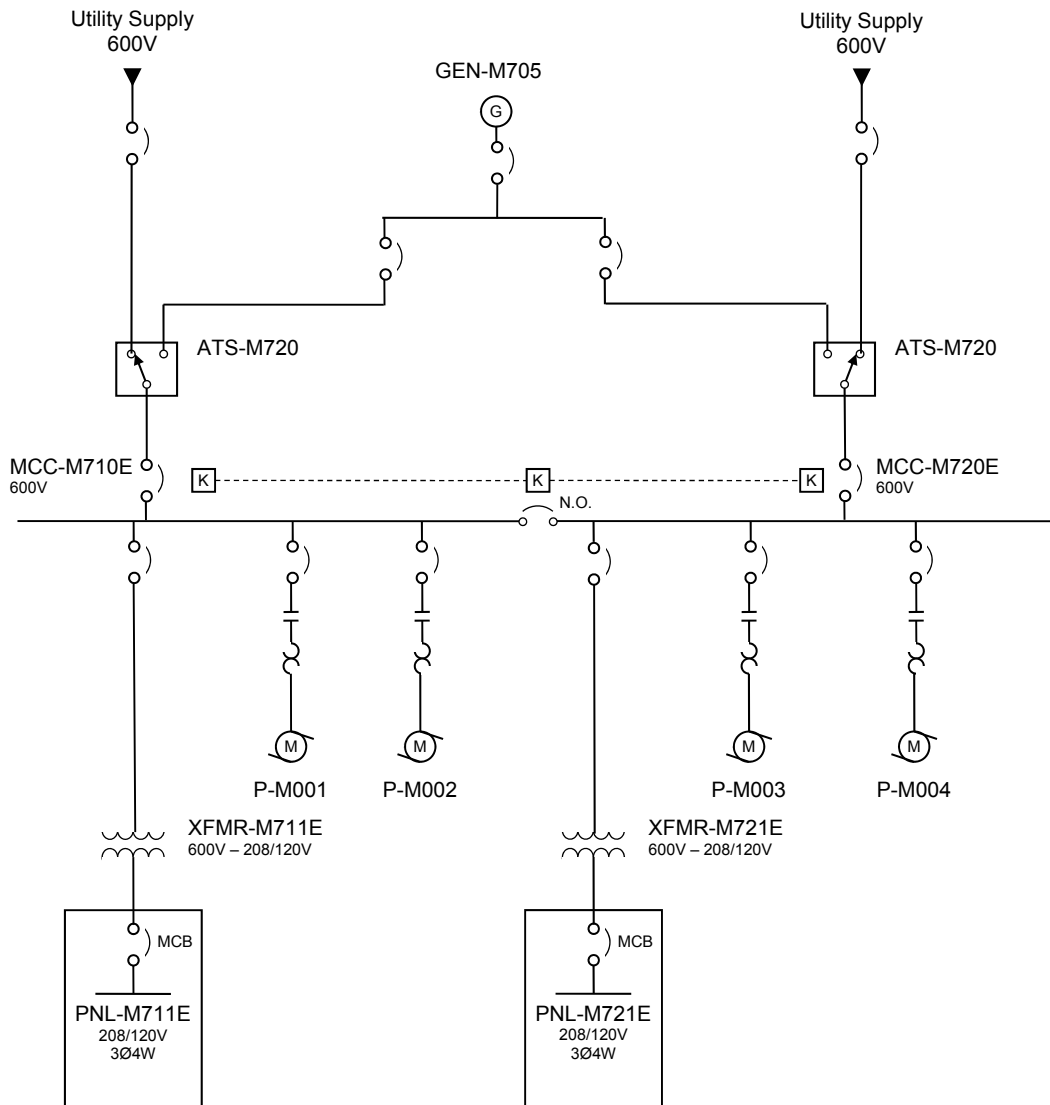 Utility Supply
600V
Utility Supply
600V
GEN-M705
G
ATS-M720
ATS-M720
MCC-M710E
600V
K
K
K
MCC-M720E
600V
N.O.
M
M
M
M
P-M001
P-M002
P-M003
P-M004
XFMR-M711E
600V – 208/120V
XFMR-M721E
600V – 208/120V
MCB
MCB
PNL-M711E
208/120V
3Ø4W
PNL-M721E
208/120V
3Ø4W